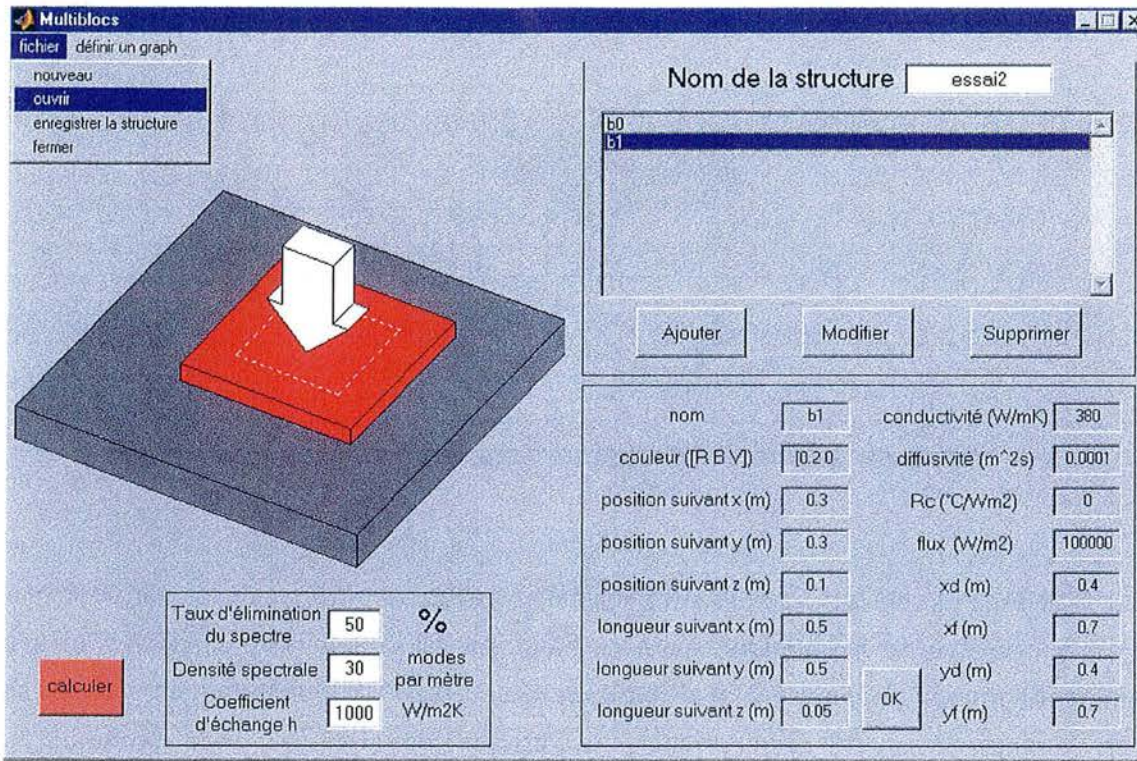 Multiblocs
fichier définir un graph
nouveau
ouvrir
enregistrer la structure
fermer
Nom de la structure essai2
b0
b1
Ajouter Modifier Supprimer
nom b1 conductivité (W/mK) 380
couleur ([R B V]) [0.2 0 diffusivité (m^2s) 0.0001
position suivant x (m) 0.3 Rc (°C/Wm2) 0
position suivant y (m) 0.3 flux (W/m2) 100000
position suivant z (m) 0.1 xd (m) 0.4
longueur suivant x (m) 0.5 xf (m) 0.7
longueur suivant y (m) 0.5 yd (m) 0.4
longueur suivant z (m) 0.05 OK yf (m) 0.7
Taux d'élimination
du spectre 50 %
Densité spectrale 30 modes
par mètre
Coefficient
d'échange h 1000 W/m2K
calculer